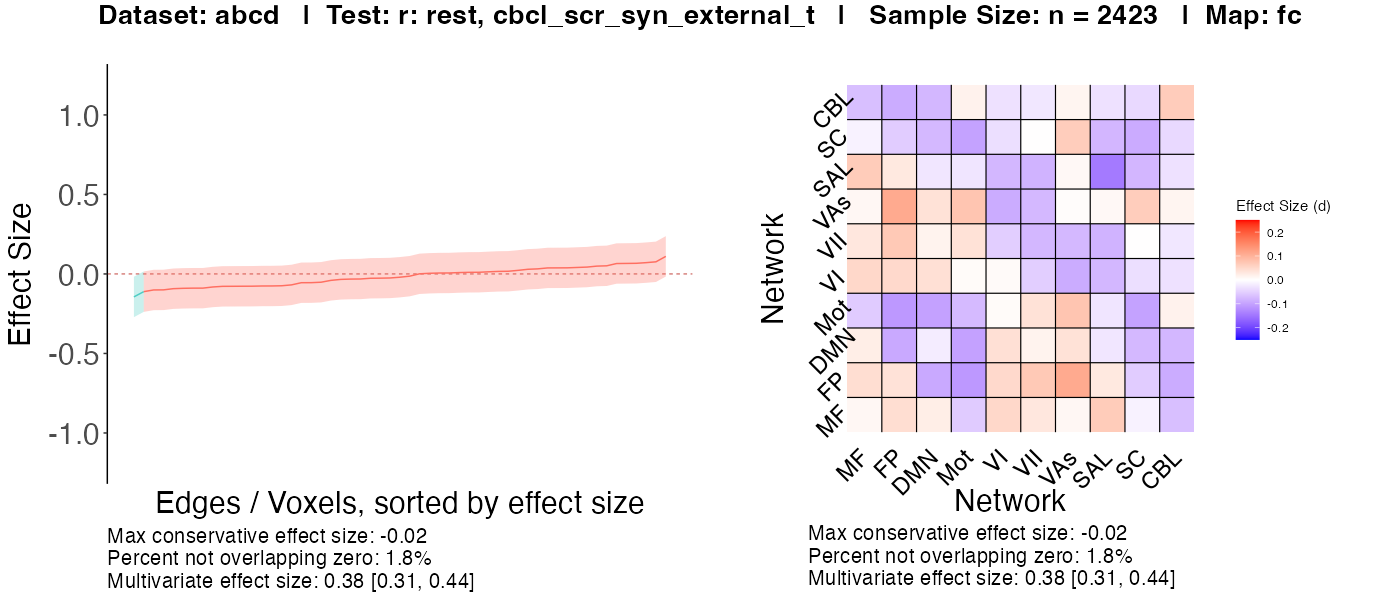 Dataset: abcd | Test: r: rest, cbcl_scr_syn_external_t | Sample Size: n = 2423 | Map: fc
Effect Size
1.0
0.5
0.0
-0.5
-1.0
Edges / Voxels, sorted by effect size
Max conservative effect size: -0.02
Percent not overlapping zero: 1.8%
Multivariate effect size: 0.38 [0.31, 0.44]
Network
CBL
SC
SAL
VAs
VII
VI
Mot
DMN
FP
MF
MF
FP
DMN
Mot
VI
VII
VAs
SAL
SC
CBL
Network
Max conservative effect size: -0.02
Percent not overlapping zero: 1.8%
Multivariate effect size: 0.38 [0.31, 0.44]
Effect Size (d)
0.2
0.1
0.0
-0.1
-0.2